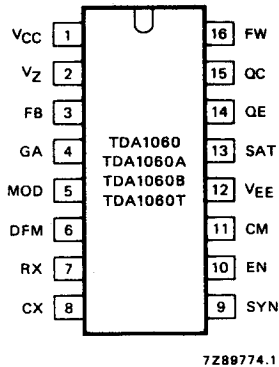 VCC 1
VZ 2
FB 3
GA 4
MOD 5
DFM 6
RX 7
CX 8
TDA1060
TDA1060A
TDA1060B
TDA1060T
16 FW
15 QC
14 QE
13 SAT
12 VEE
11 CM
10 EN
9 SYN
7Z89774.1